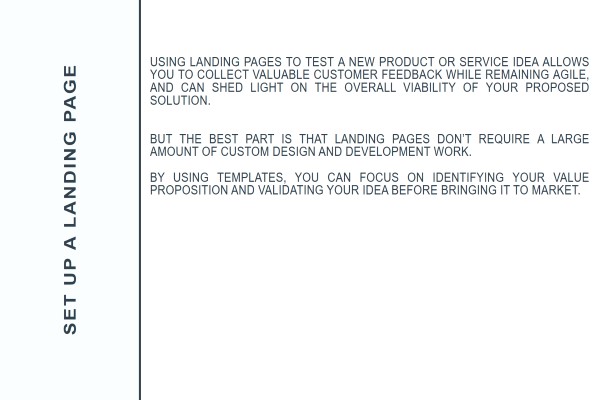 SET UP A LANDING PAGE
USING LANDING PAGES TO TEST A NEW PRODUCT OR SERVICE IDEA ALLOWS
YOU TO COLLECT VALUABLE CUSTOMER FEEDBACK WHILE REMAINING AGILE,
AND CAN SHED LIGHT ON THE OVERALL VIABILITY OF YOUR PROPOSED
SOLUTION.
BUT THE BEST PART IS THAT LANDING PAGES DON’T REQUIRE A LARGE
AMOUNT OF CUSTOM DESIGN AND DEVELOPMENT WORK.
BY USING TEMPLATES, YOU CAN FOCUS ON IDENTIFYING YOUR VALUE
PROPOSITION AND VALIDATING YOUR IDEA BEFORE BRINGING IT TO MARKET.